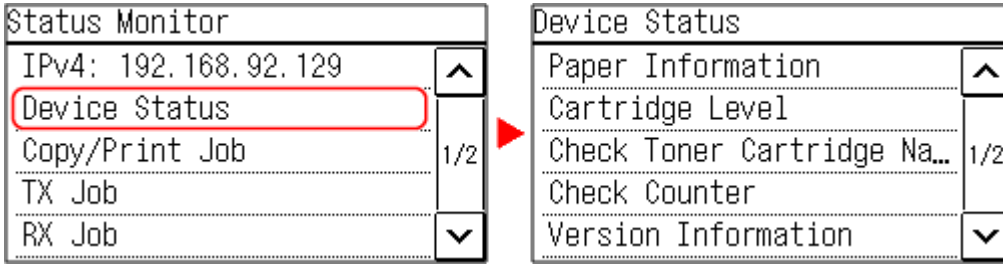 Status Monitor
IPv4: 192.168.92.129
Device Status
Copy/Print Job
TX Job
RX Job
1/2
Device Status
Paper Information
Cartridge Level
Check Toner Cartridge Na...
Check Counter
Version Information
1/2